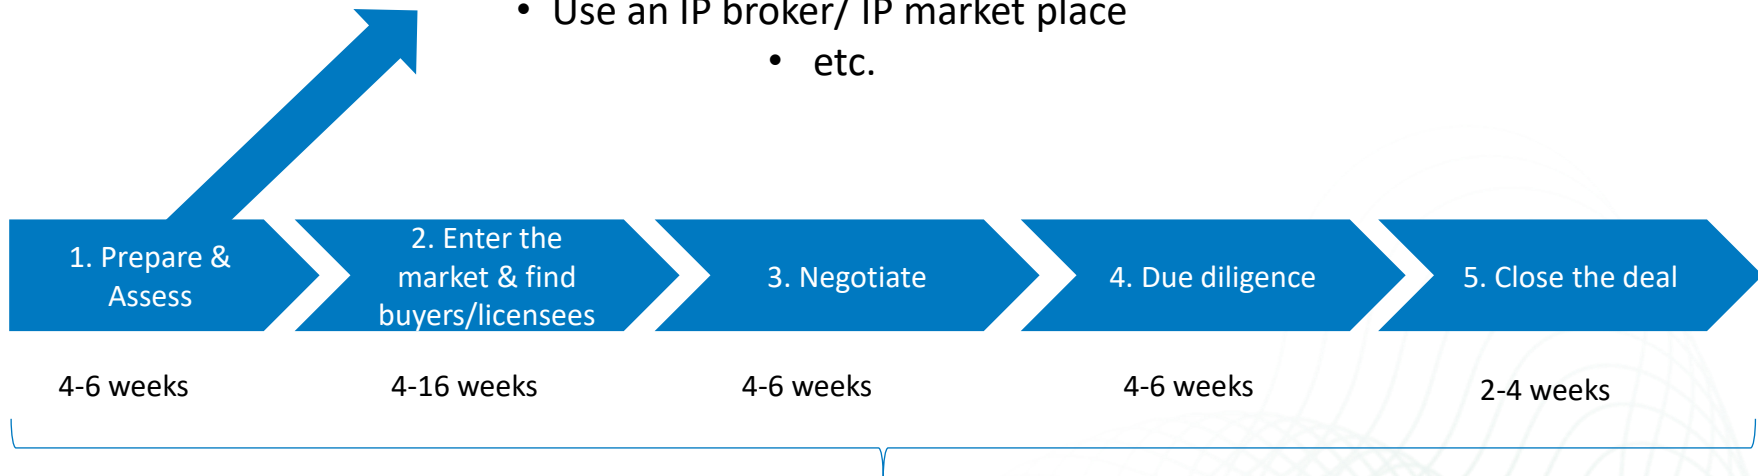 • Use an IP broker/ IP market place
• etc.
1. Prepare &
Assess
2. Enter the
market & find
buyers/licensees
3. Negotiate
4. Due diligence
5. Close the deal
4-6 weeks
4-16 weeks
4-6 weeks
4-6 weeks
2-4 weeks